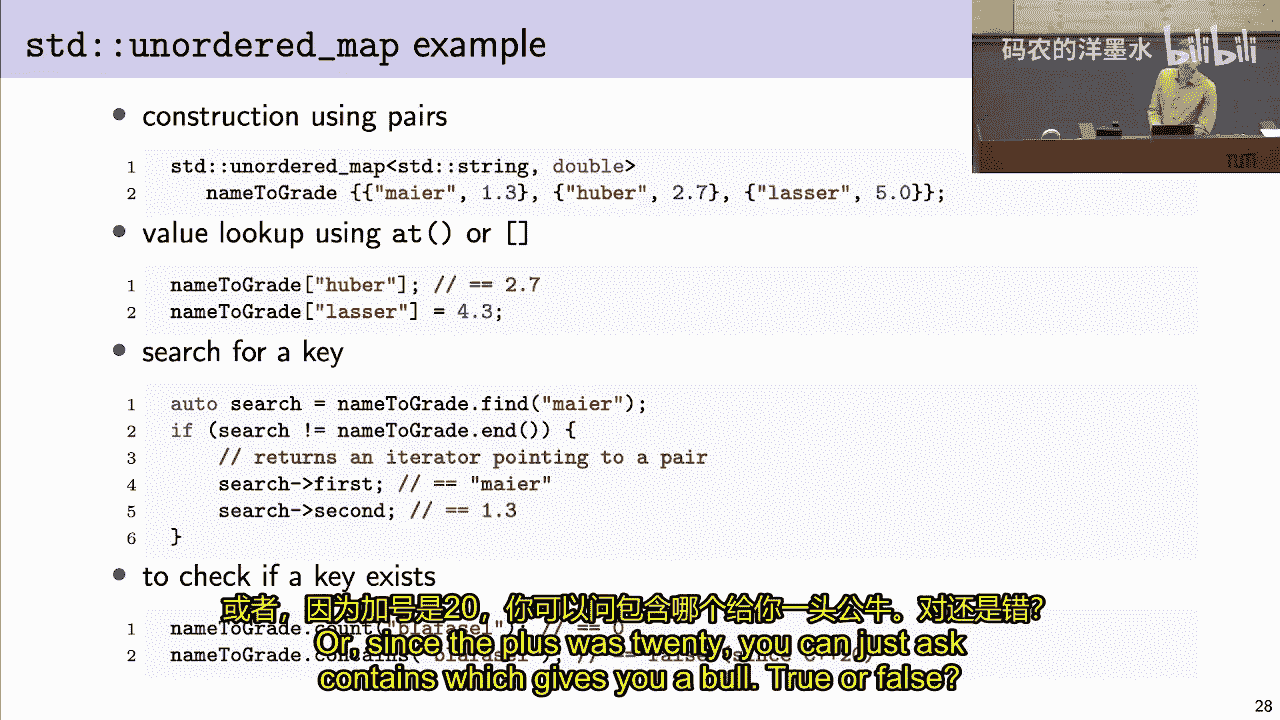 std::unordered_map example
码农的洋墨水 bilibili
TUM
• construction using pairs
1 std::unordered_map<std::string, double>
2 nameToGrade {{"maier", 1.3}, {"huber", 2.7}, {"lasser", 5.0}};
• value lookup using at() or []
1 nameToGrade["huber"]; // == 2.7
2 nameToGrade["lasser"] = 4.3;
• search for a key
1 auto search = nameToGrade.find("maier");
2 if (search != nameToGrade.end()) {
3 // returns an iterator pointing to a pair
4 search->first; // == "maier"
5 search->second; // == 1.3
6 }
• to check if a key exists
1 nameToGrade.count("blafasel"); // == 0
2 nameToGrade.contains("blafasel"); // == false (since C++20)
或者，因为加号是20，你可以问包含哪个给你一头公牛。对还是错？
Or, since the plus was twenty, you can just ask
contains which gives you a bull. True or false?
28